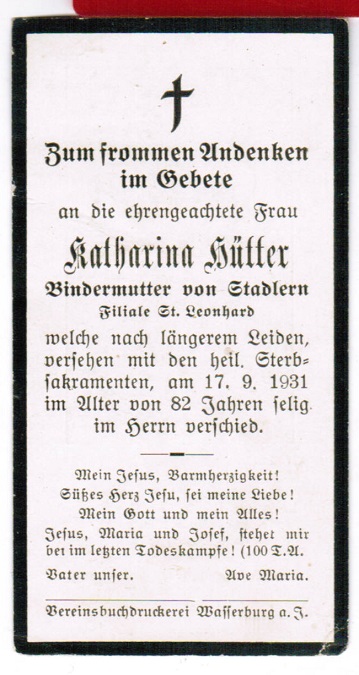 Zum frommen Andenken
im Gebete
an die ehrengeachtete Frau
Katharina Hütter
Bindermutter von Stadlern
Filiale St. Leonhard
welche nach längerem Leiden,
versehen mit den heil. Sterb-
sakramenten, am 17. 9. 1931
im Alter von 82 Jahren selig
im Herrn verschied.
Mein Jesus, Barmherzigkeit!
Süßes Herz Jesu, sei meine Liebe!
Mein Gott und mein Alles!
Jesus, Maria und Josef, stehet mir
bei im letzten Todeskampfe! (100 T. A.
Vater unser. Ave Maria.
Vereinsbuchdruckerei Wasserburg a. J.